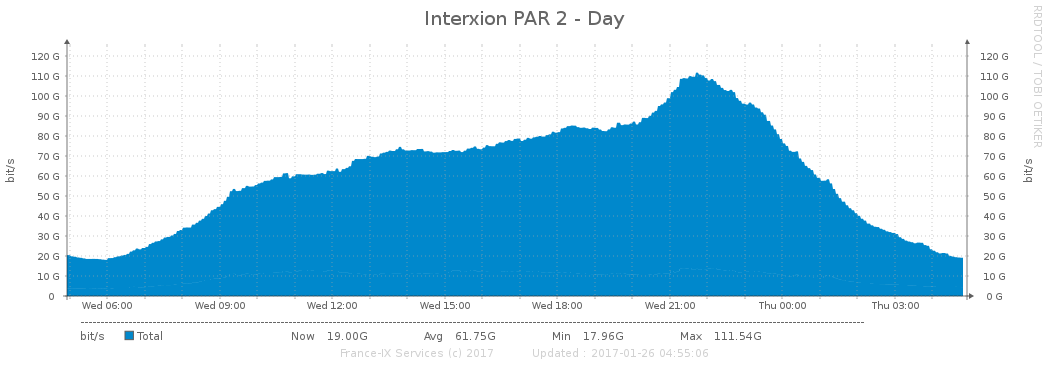 Interxion PAR 2 - Day
RRDTOOL / TOBI OETIKER
bit/s
120 G
110 G
100 G
90 G
80 G
70 G
60 G
50 G
40 G
30 G
20 G
10 G
0
120 G
110 G
100 G
90 G
80 G
70 G
60 G
50 G
40 G
30 G
20 G
10 G
0 G
bit/s
Wed 06:00 Wed 09:00 Wed 12:00 Wed 15:00 Wed 18:00 Wed 21:00 Thu 00:00 Thu 03:00
bit/s Total Now 19.00G Avg 61.75G Min 17.96G Max 111.54G
France-IX Services (c) 2017 Updated : 2017-01-26 04:55:06